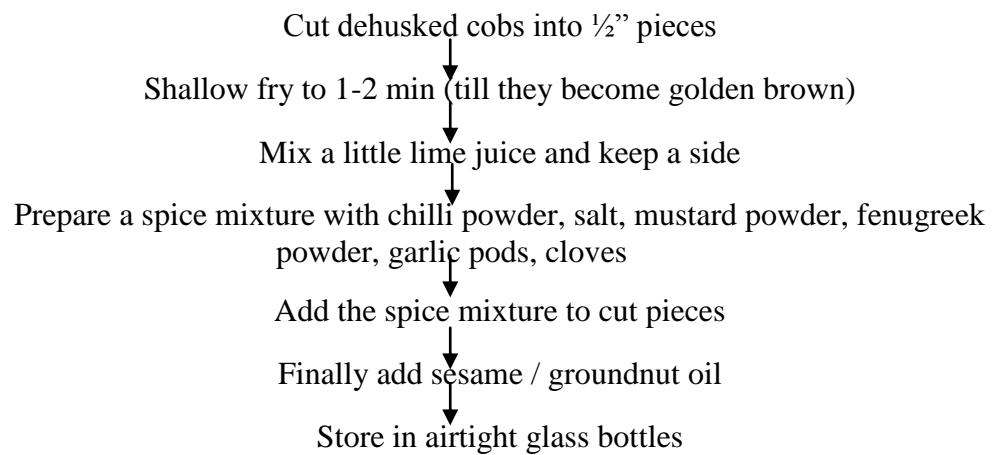 Cut dehusked cobs into ½” pieces
Shallow fry to 1-2 min (till they become golden brown)
Mix a little lime juice and keep a side
Prepare a spice mixture with chilli powder, salt, mustard powder, fenugreek
powder, garlic pods, cloves
Add the spice mixture to cut pieces
Finally add sesame / groundnut oil
Store in airtight glass bottles